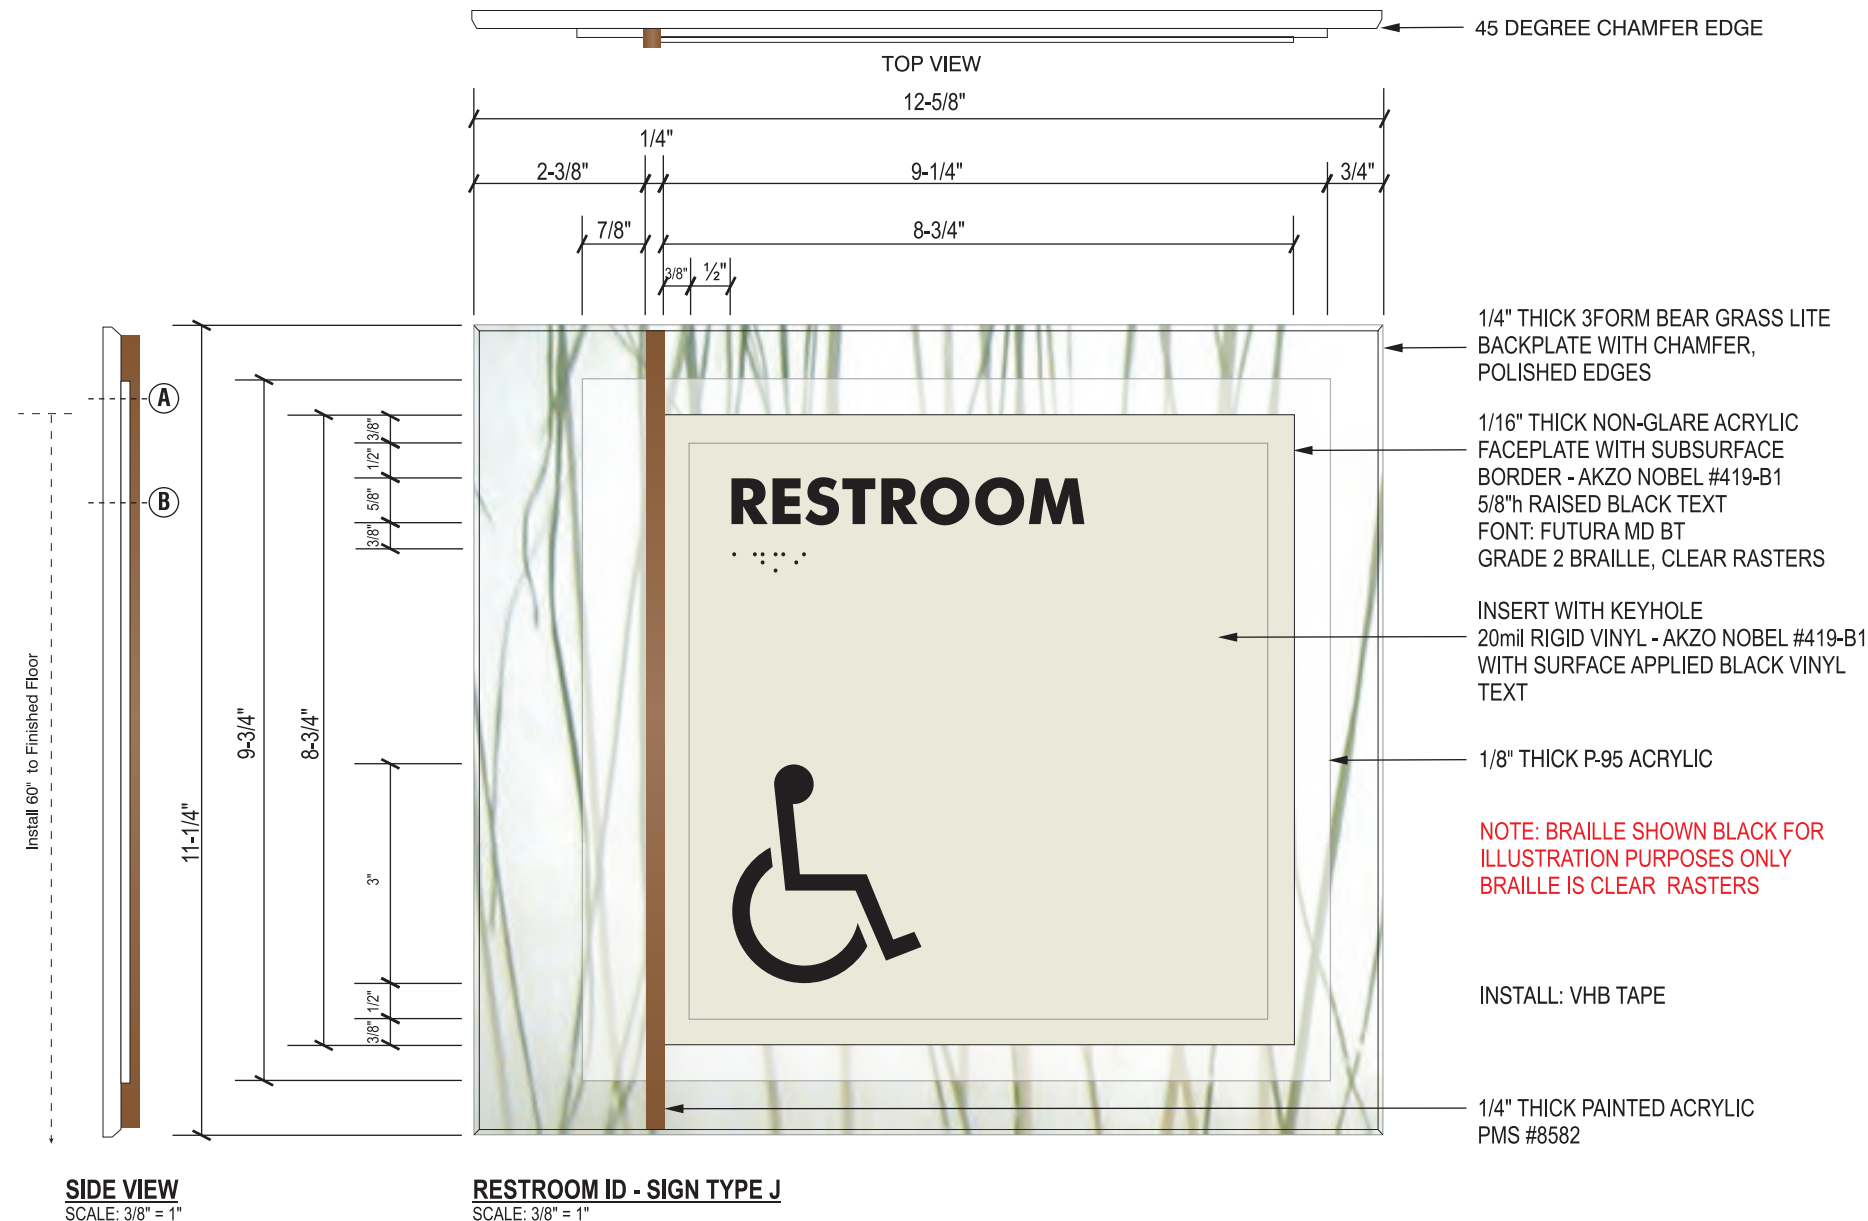 45 DEGREE CHAMFER EDGE
TOP VIEW
12-5/8"
1/4"
2-3/8"
9-1/4"
3/4"
7/8"
8-3/4"
3/8"
½"
1/4" THICK 3FORM BEAR GRASS LITE
BACKPLATE WITH CHAMFER,
POLISHED EDGES
1/16" THICK NON-GLARE ACRYLIC
FACEPLATE WITH SUBSURFACE
BORDER - AKZO NOBEL #419-B1
5/8"h RAISED BLACK TEXT
FONT: FUTURA MD BT
GRADE 2 BRAILLE, CLEAR RASTERS
INSERT WITH KEYHOLE
20mil RIGID VINYL - AKZO NOBEL #419-B1
WITH SURFACE APPLIED BLACK VINYL
TEXT
1/8" THICK P-95 ACRYLIC
NOTE: BRAILLE SHOWN BLACK FOR
ILLUSTRATION PURPOSES ONLY
BRAILLE IS CLEAR RASTERS
INSTALL: VHB TAPE
1/4" THICK PAINTED ACRYLIC
PMS #8582
A
B
Install 60" to Finished Floor
11-1/4"
9-3/4"
8-3/4"
3/8"
1/2"
5/8"
3/8"
3"
1/2"
3/8"
RESTROOM
SIDE VIEW
SCALE: 3/8" = 1"
RESTROOM ID - SIGN TYPE J
SCALE: 3/8" = 1"